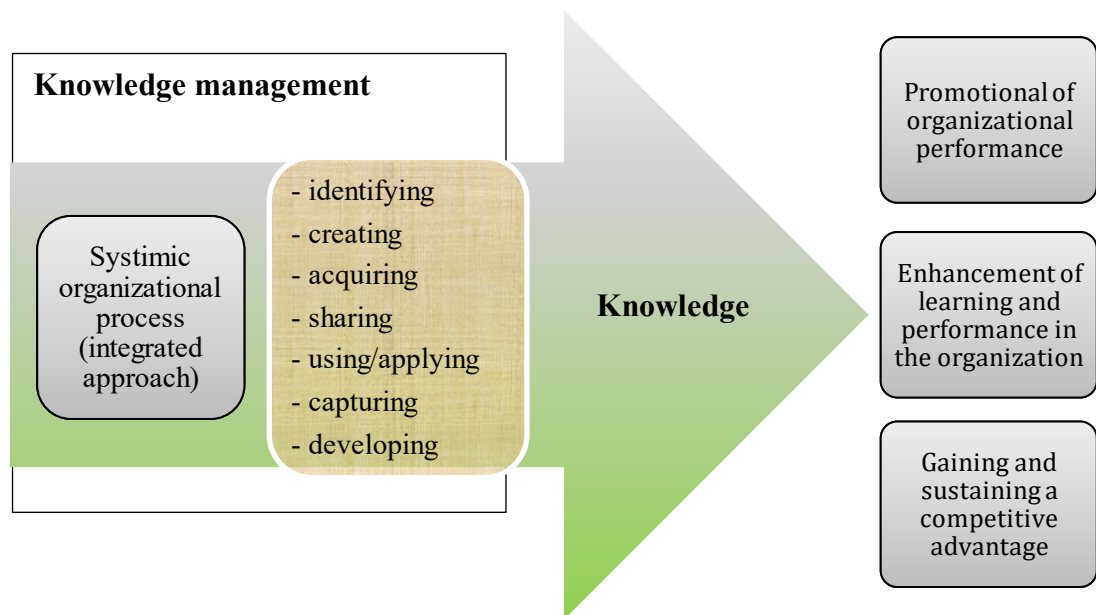 Knowledge management
Systimic
organizational
process
(integrated
approach)
- identifying
- creating
- acquiring
- sharing
- using/applying
- capturing
- developing
Knowledge
Promotional of
organizational
performance
Enhancement of
learning and
performance in
the organization
Gaining and
sustaining a
competitive
advantage